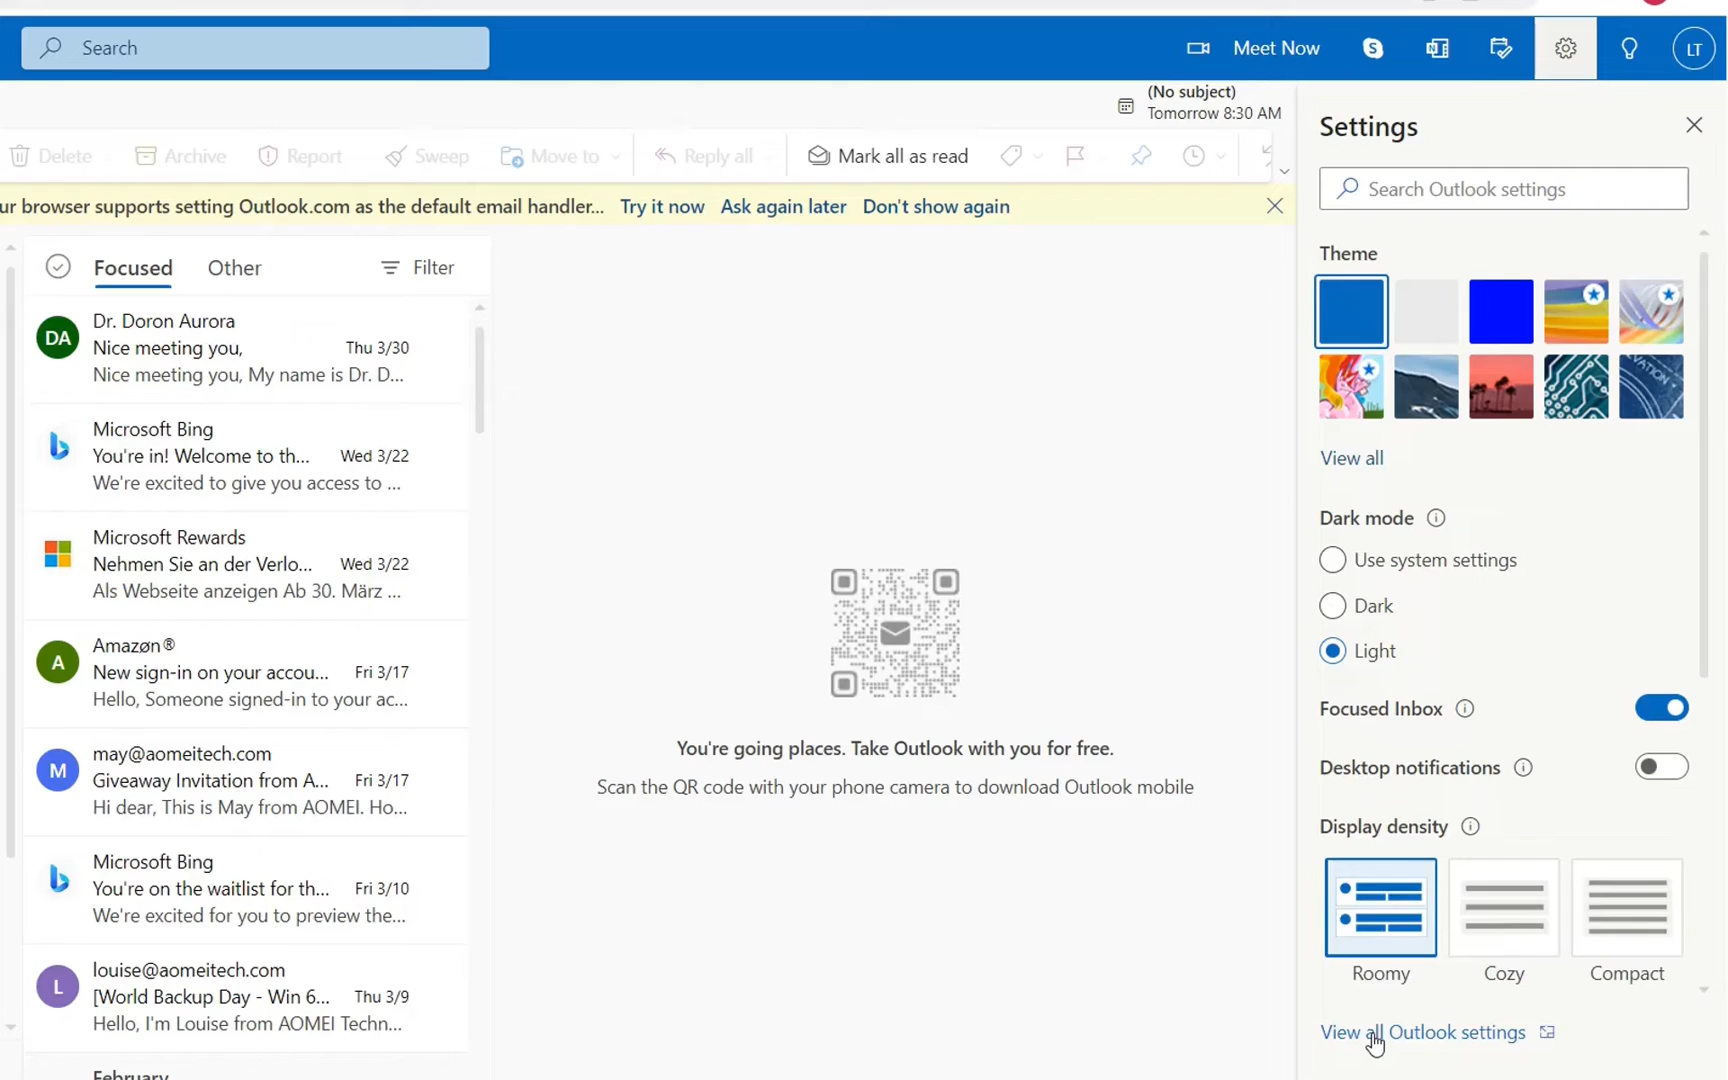 Search
Meet Now
LT
(No subject)
Tomorrow 8:30 AM
Delete
Archive
Report
Sweep
Move to
Reply all
Mark all as read
ur browser supports setting Outlook.com as the default email handler... Try it now Ask again later Don't show again
Focused
Other
Filter
DA
Dr. Doron Aurora
Nice meeting you, Thu 3/30
Nice meeting you, My name is Dr. D...
Microsoft Bing
You're in! Welcome to th... Wed 3/22
We're excited to give you access to ...
Microsoft Rewards
Nehmen Sie an der Verlo... Wed 3/22
Als Webseite anzeigen Ab 30. März ...
A
Amazøn®
New sign-in on your accou... Fri 3/17
Hello, Someone signed-in to your ac...
M
may@aomeitech.com
Giveaway Invitation from A... Fri 3/17
Hi dear, This is May from AOMEI. Ho...
Microsoft Bing
You're on the waitlist for th... Fri 3/10
We're excited for you to preview the...
L
louise@aomeitech.com
[World Backup Day - Win 6... Thu 3/9
Hello, I'm Louise from AOMEI Techn...
February
You're going places. Take Outlook with you for free.
Scan the QR code with your phone camera to download Outlook mobile
Settings
Search Outlook settings
Theme
View all
Dark mode
Use system settings
Dark
Light
Focused Inbox
Desktop notifications
Display density
Roomy
Cozy
Compact
View all Outlook settings